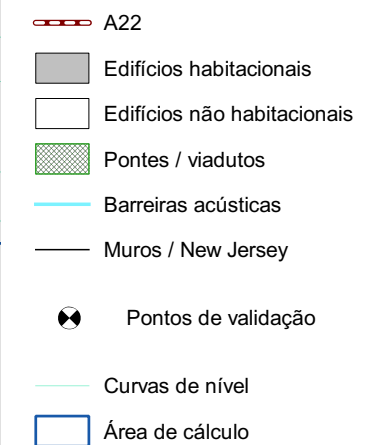 A22
Edifícios habitacionais
Edifícios não habitacionais
Pontes / viadutos
Barreiras acústicas
Muros / New Jersey
Pontos de validação
Curvas de nível
Área de cálculo